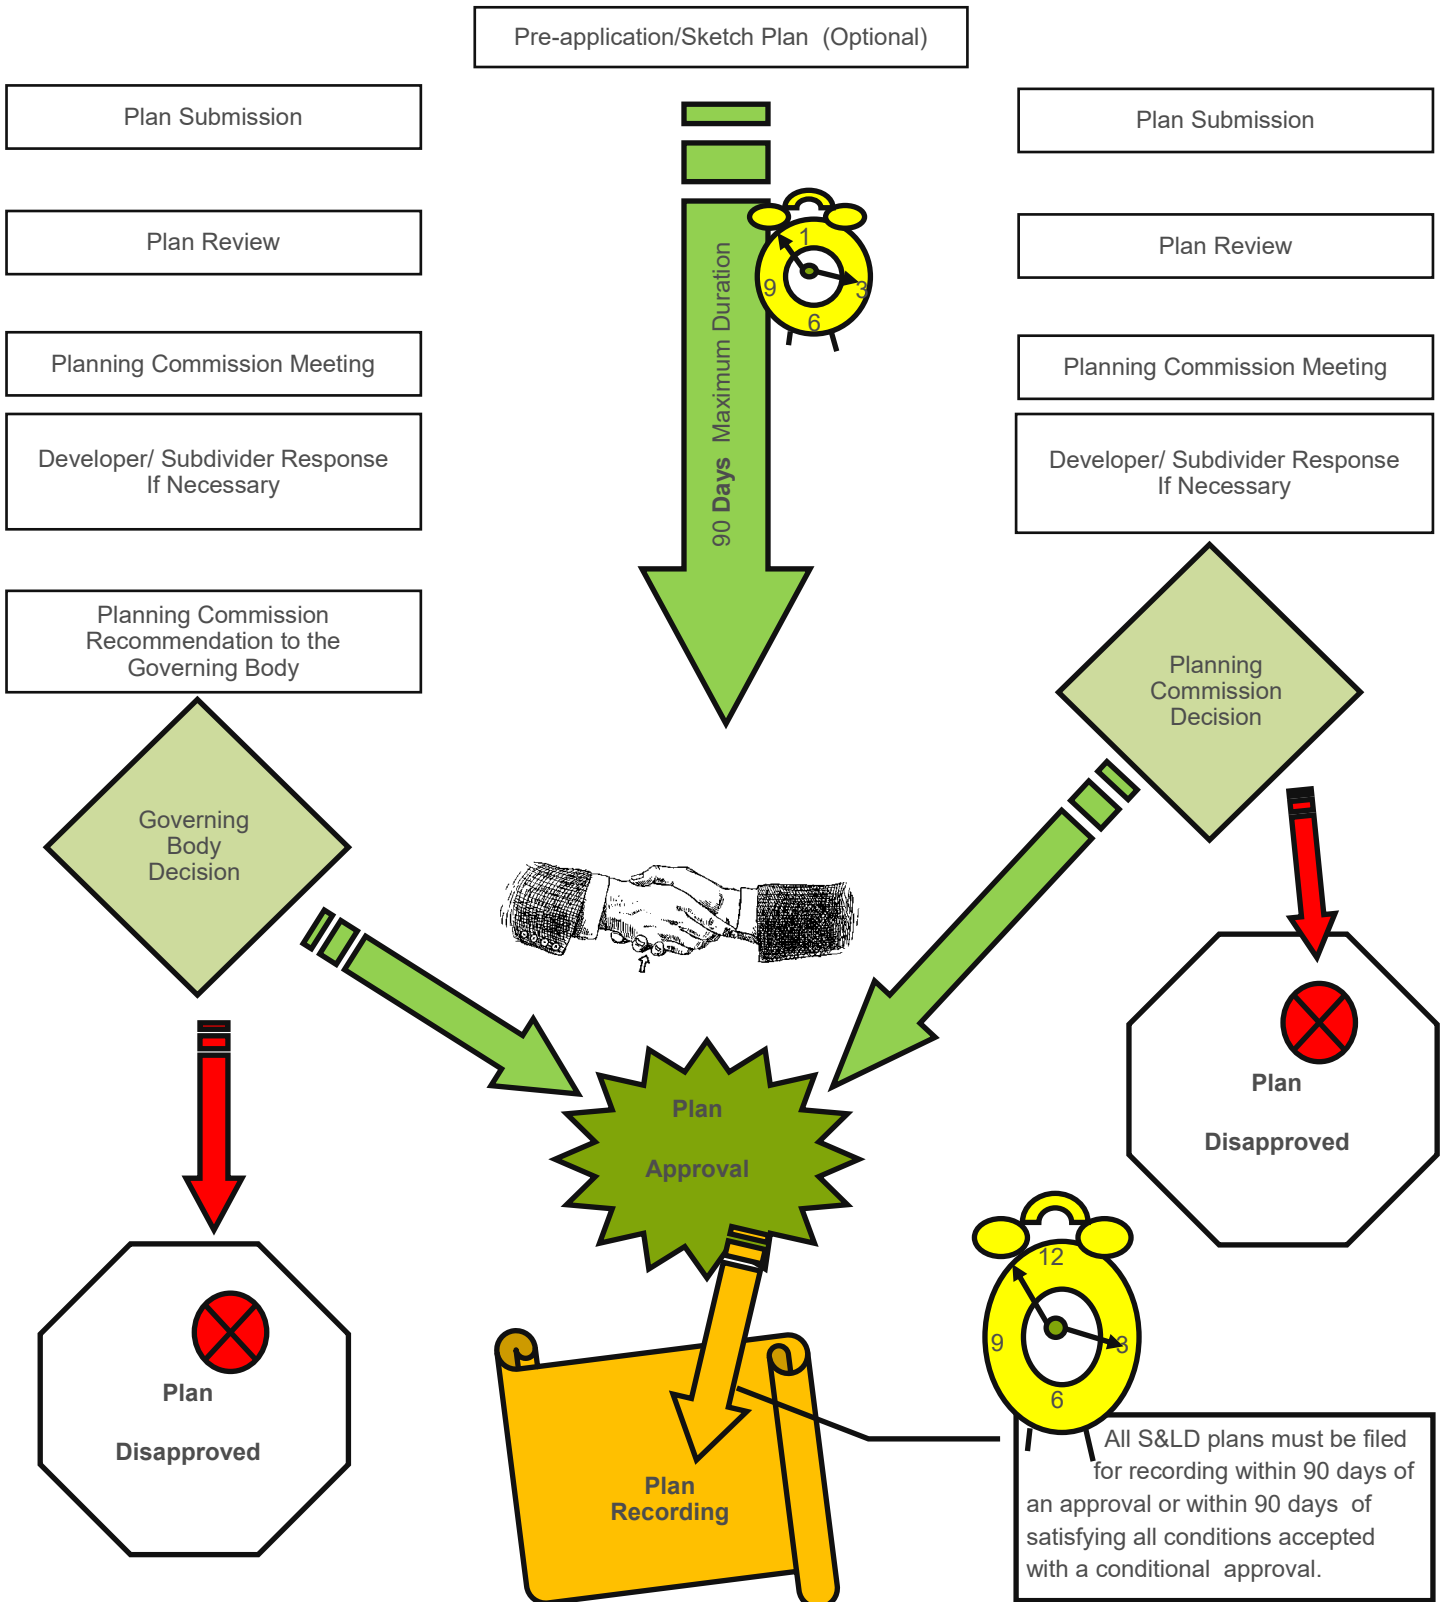 Pre-application/Sketch Plan (Optional)
Plan Submission
Plan Review
Planning Commission Meeting
Developer/ Subdivider Response
If Necessary
Planning Commission
Recommendation to the
Governing Body
Governing
Body
Decision
Plan
Disapproved
90 Days Maximum Duration
1
3
6
9
Plan Submission
Plan Review
Planning Commission Meeting
Developer/ Subdivider Response
If Necessary
Planning
Commission
Decision
Plan
Disapproved
Plan
Approval
Plan
Recording
12
3
6
9
All S&LD plans must be filed
for recording within 90 days of
an approval or within 90 days of
satisfying all conditions accepted
with a conditional approval.